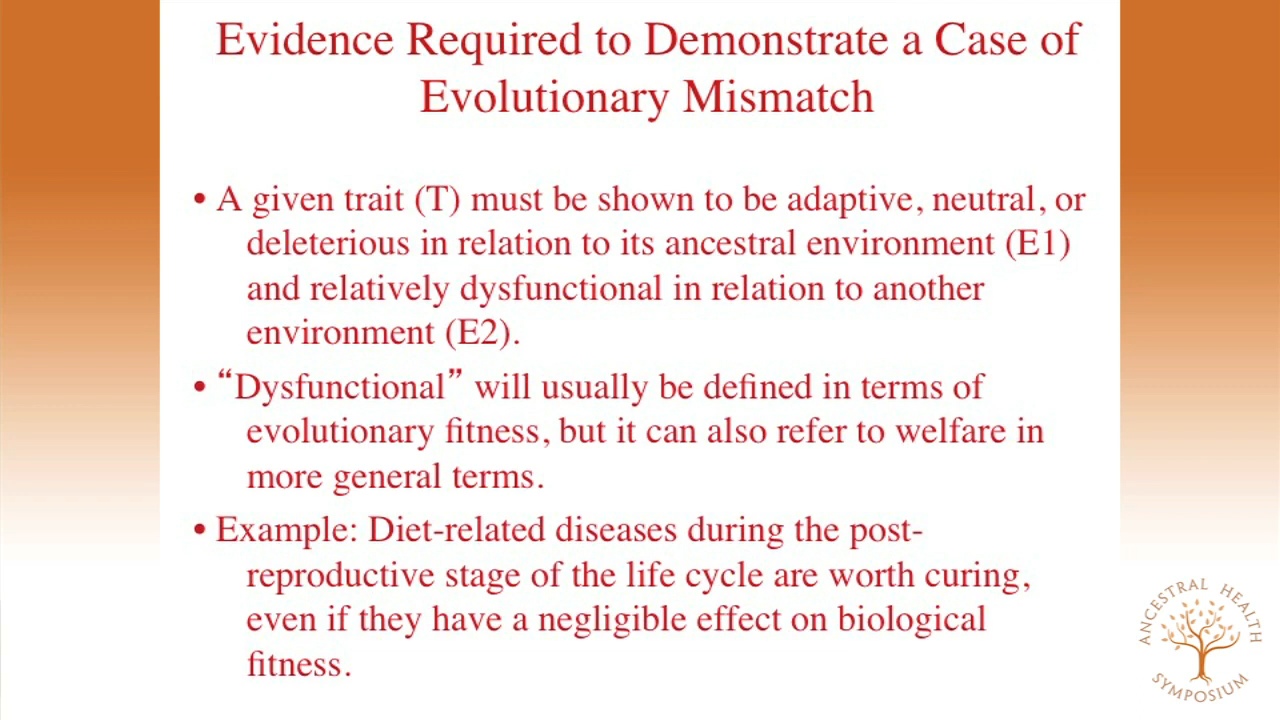 Evidence Required to Demonstrate a Case of
Evolutionary Mismatch
• A given trait (T) must be shown to be adaptive, neutral, or
deleterious in relation to its ancestral environment (E1)
and relatively dysfunctional in relation to another
environment (E2).
• “Dysfunctional” will usually be defined in terms of
evolutionary fitness, but it can also refer to welfare in
more general terms.
• Example: Diet-related diseases during the post-
reproductive stage of the life cycle are worth curing,
even if they have a negligible effect on biological
fitness.
ANCESTRAL HEALTH
SYMPOSIUM